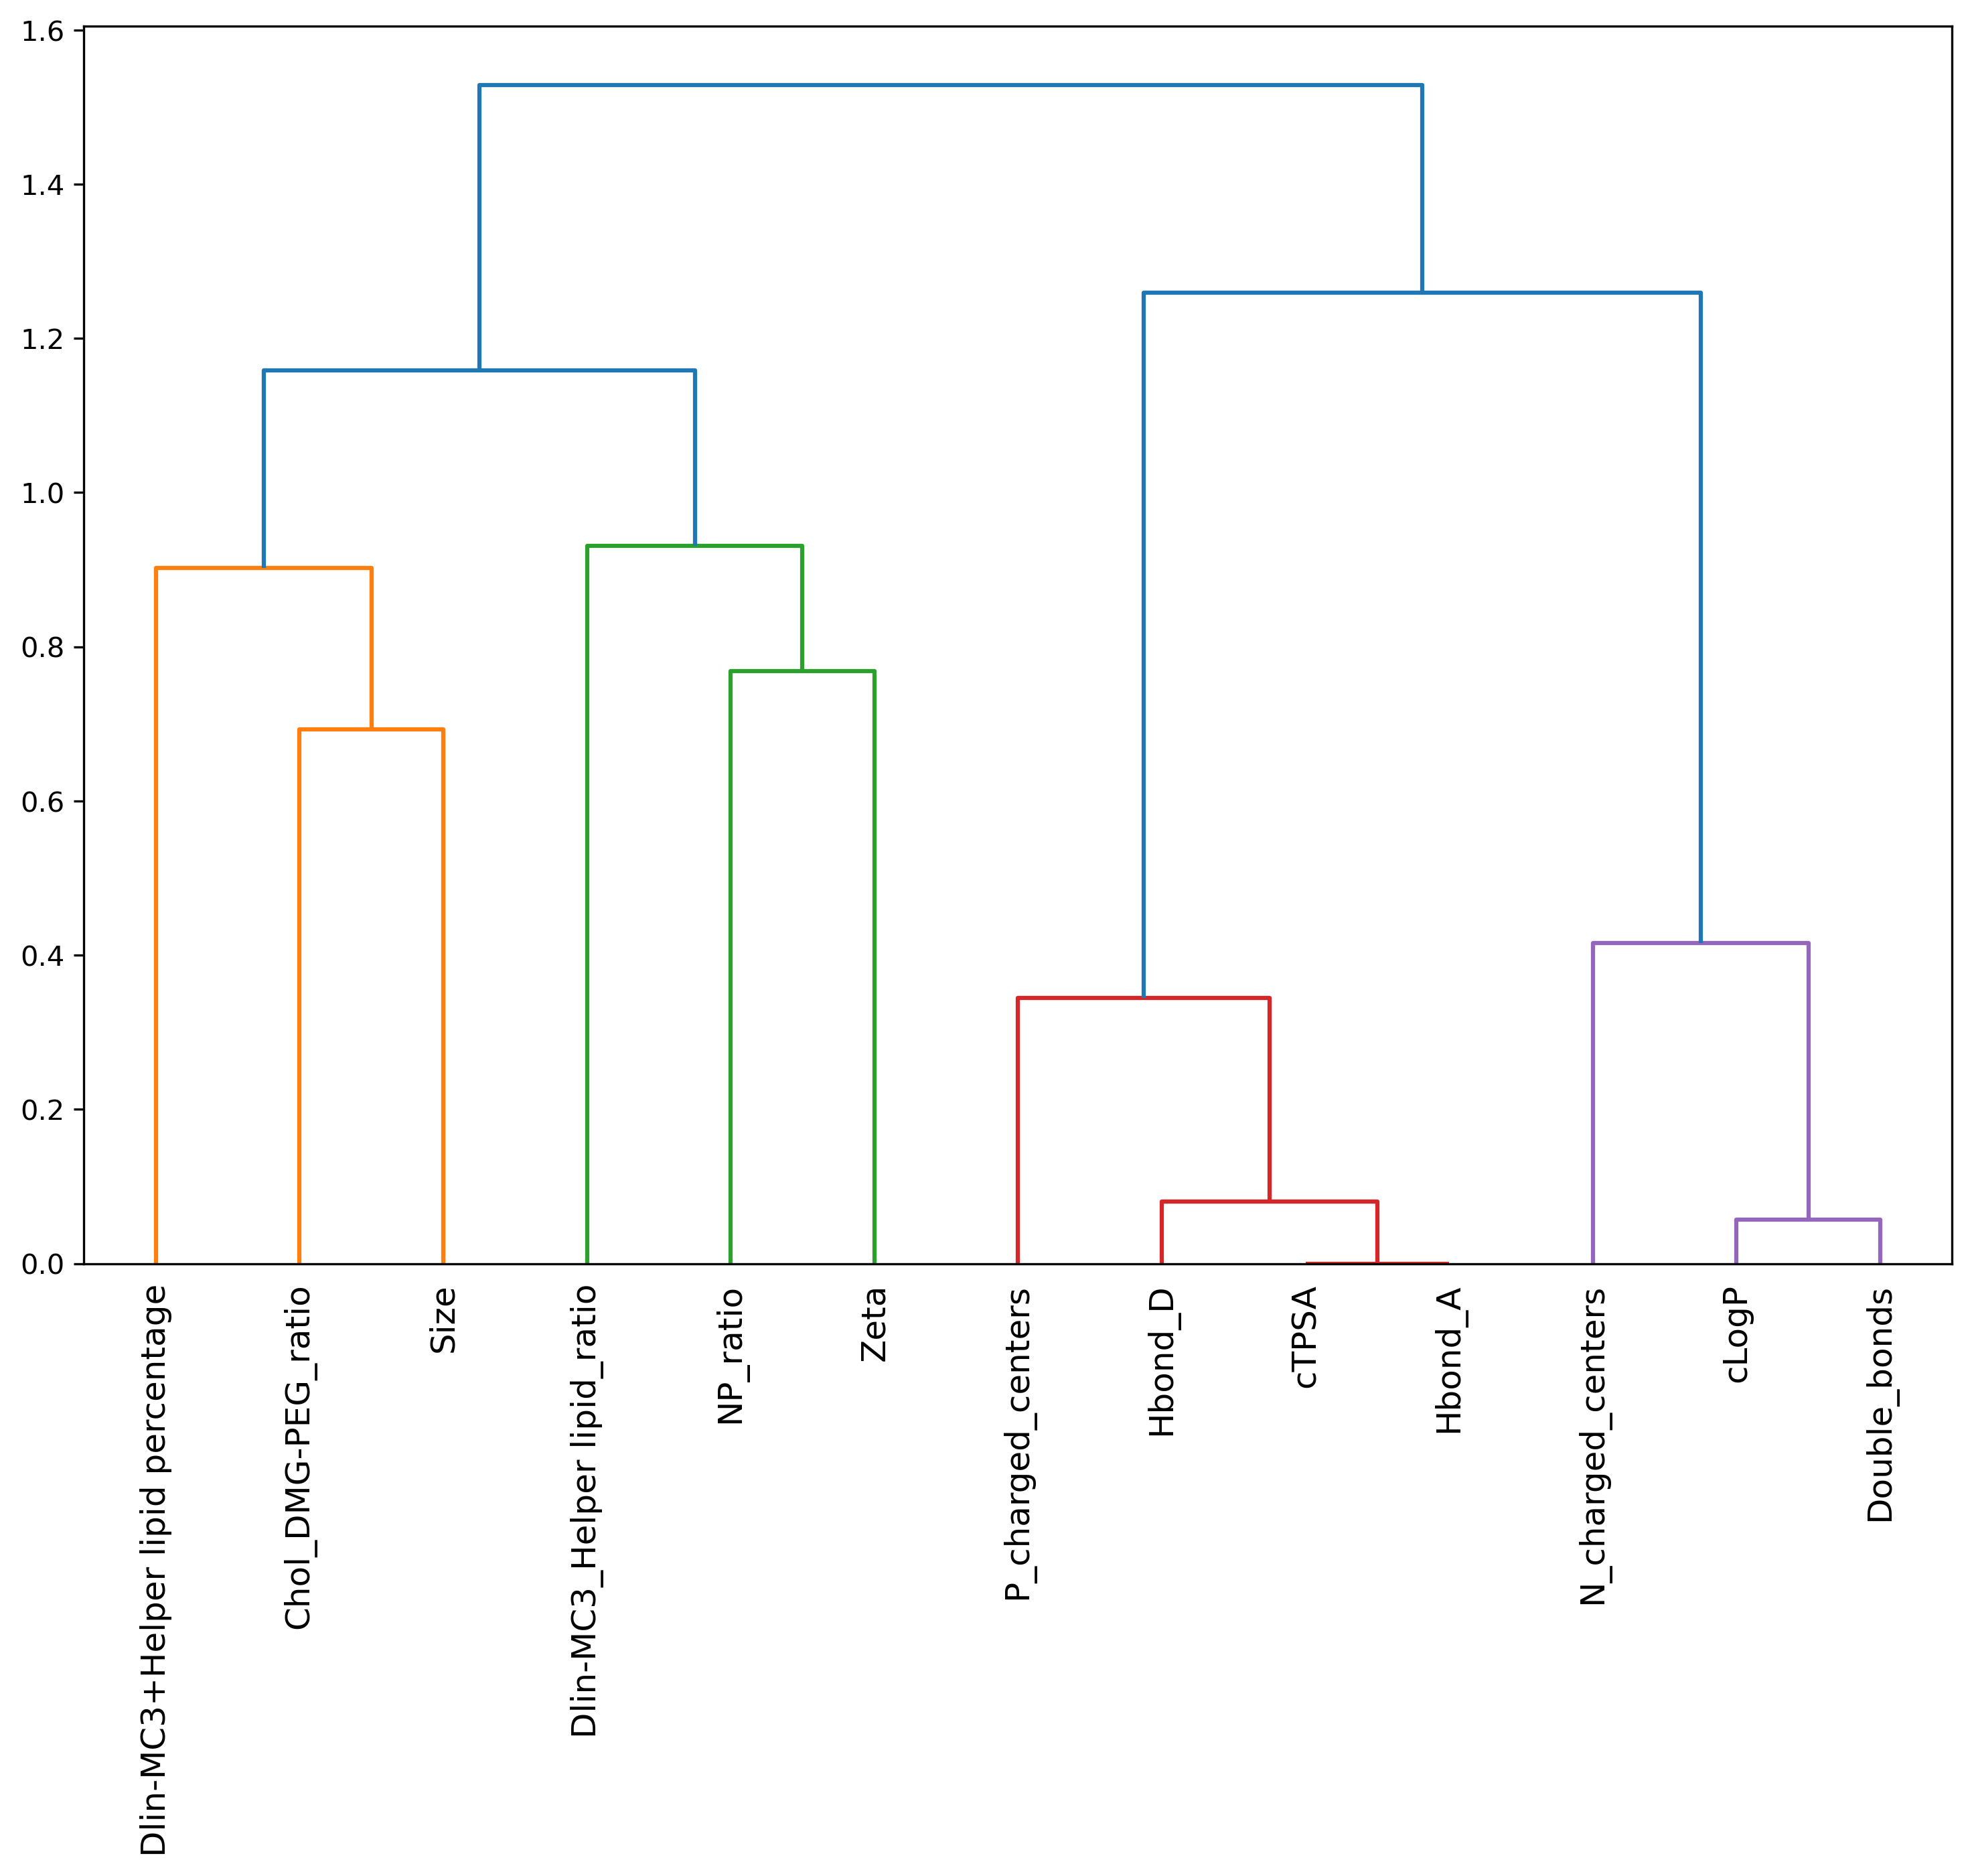 1.6
1.4
1.2
1.0
0.8
0.6
0.4
0.2
0.0
Dlin-MC3+Helper lipid percentage
Chol_DMG-PEG_ratio
Size
Dlin-MC3_Helper lipid_ratio
NP_ratio
Zeta
P_charged_centers
Hbond_D
cTPSA
Hbond_A
N_charged_centers
cLogP
Double_bonds